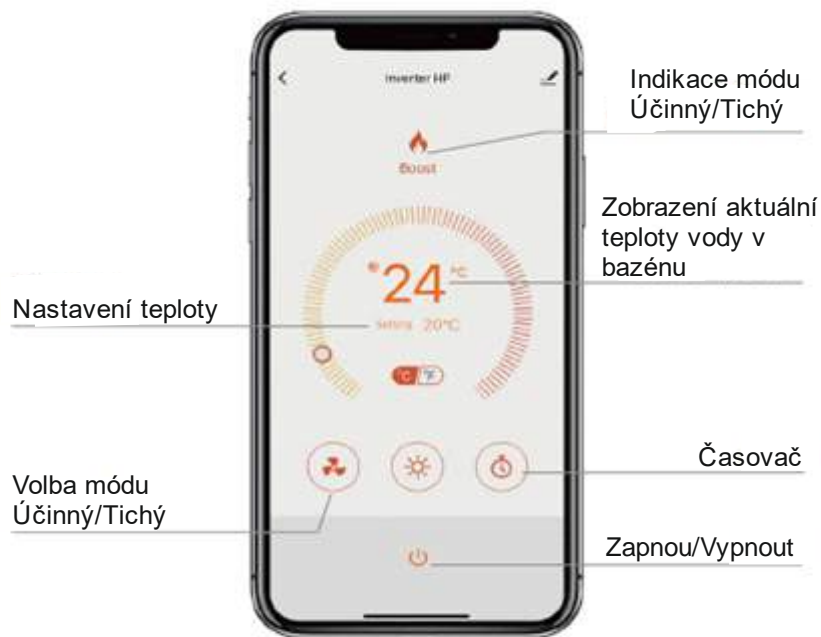 Inverter HP
Indikace módu
Účinný/Tichý
Boost
Zobrazení aktuální
teploty vody v
bazénu
24 °C
Nastavení teploty
Setting 20°C
°C °F
Časovač
Volba módu
Účinný/Tichý
Zapnou/Vypnout